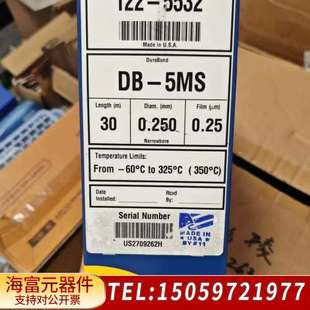 122-5532
Made in U.S.A.
DuraBond
DB-5MS
Length (m) Diam. (mm) Film (µm)
30 0.250 0.25
Narrowbore
Temperature Limits:
From -60°C to 325°C (350°C)
Date Installed: Rcvd By:
Serial Number
US2709262H
MADE IN
USA
海富元器件
支持对公开票
TEL:15059721977